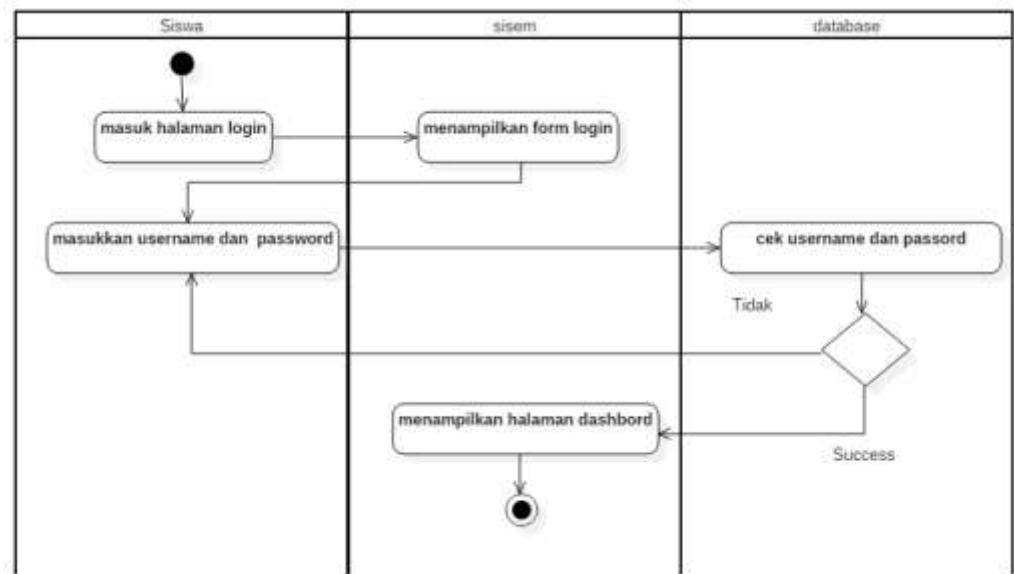 Siswa
sisem
database
masuk halaman login
menampilkan form login
masukkan username dan password
cek username dan passord
Tidak
menampilkan halaman dashbord
Success